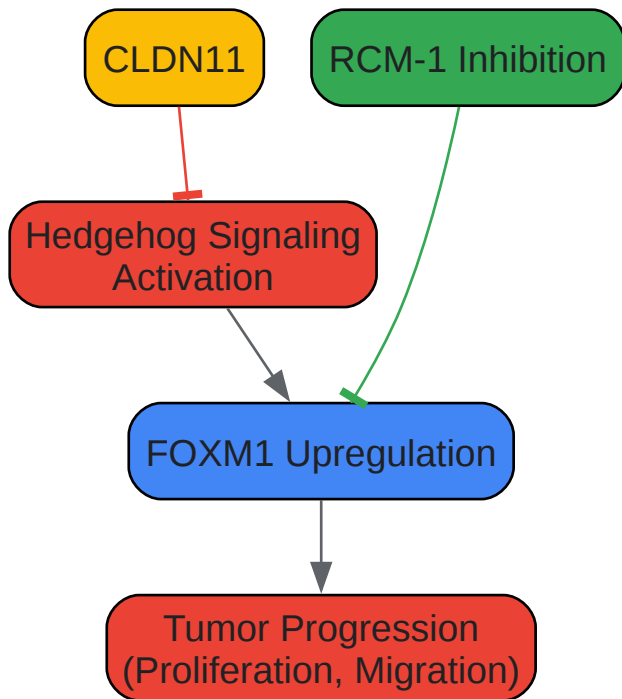 CLDN11
RCM-1 Inhibition
Hedgehog Signaling
Activation
FOXM1 Upregulation
Tumor Progression
(Proliferation, Migration)